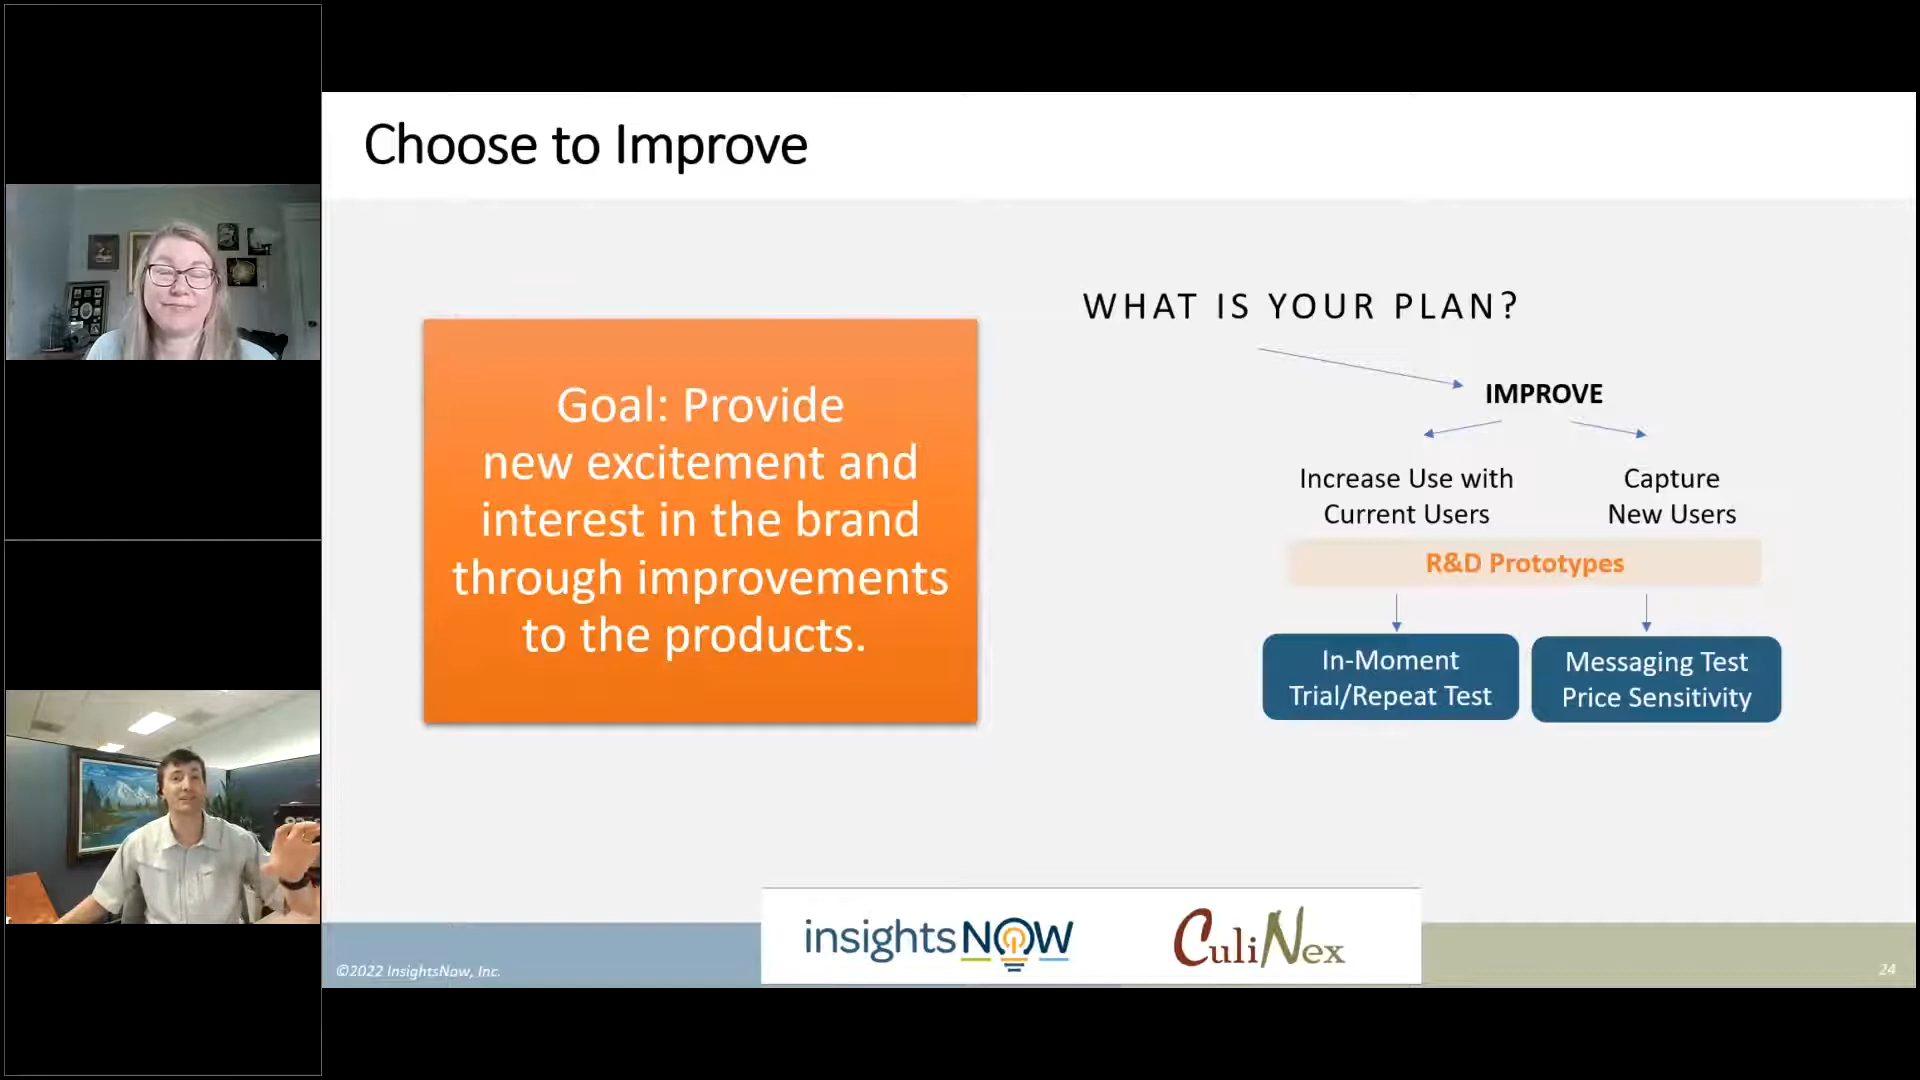 Choose to Improve
Goal: Provide
new excitement and
interest in the brand
through improvements
to the products.
WHAT IS YOUR PLAN?
IMPROVE
Increase Use with
Current Users
Capture
New Users
R&D Prototypes
In-Moment
Trial/Repeat Test
Messaging Test
Price Sensitivity
insightsNOW
CuliNex
©2022 InsightsNow, Inc.
24